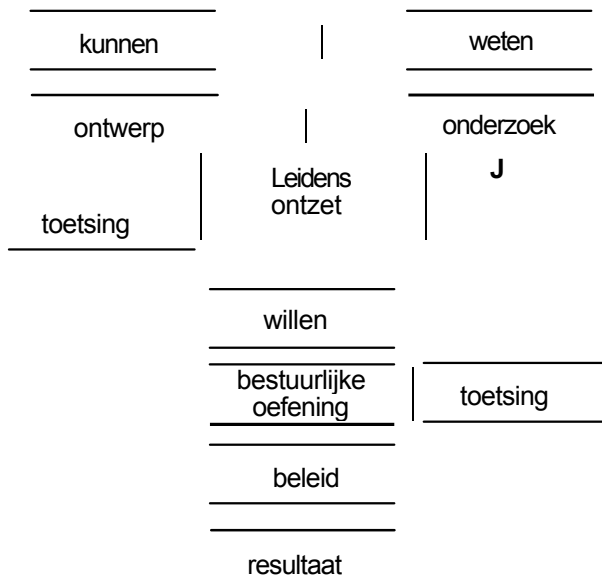 kunnen
weten
ontwerp
onderzoek
J
Leidens
ontzet
toetsing
willen
bestuurlijke
oefening
toetsing
beleid
resultaat